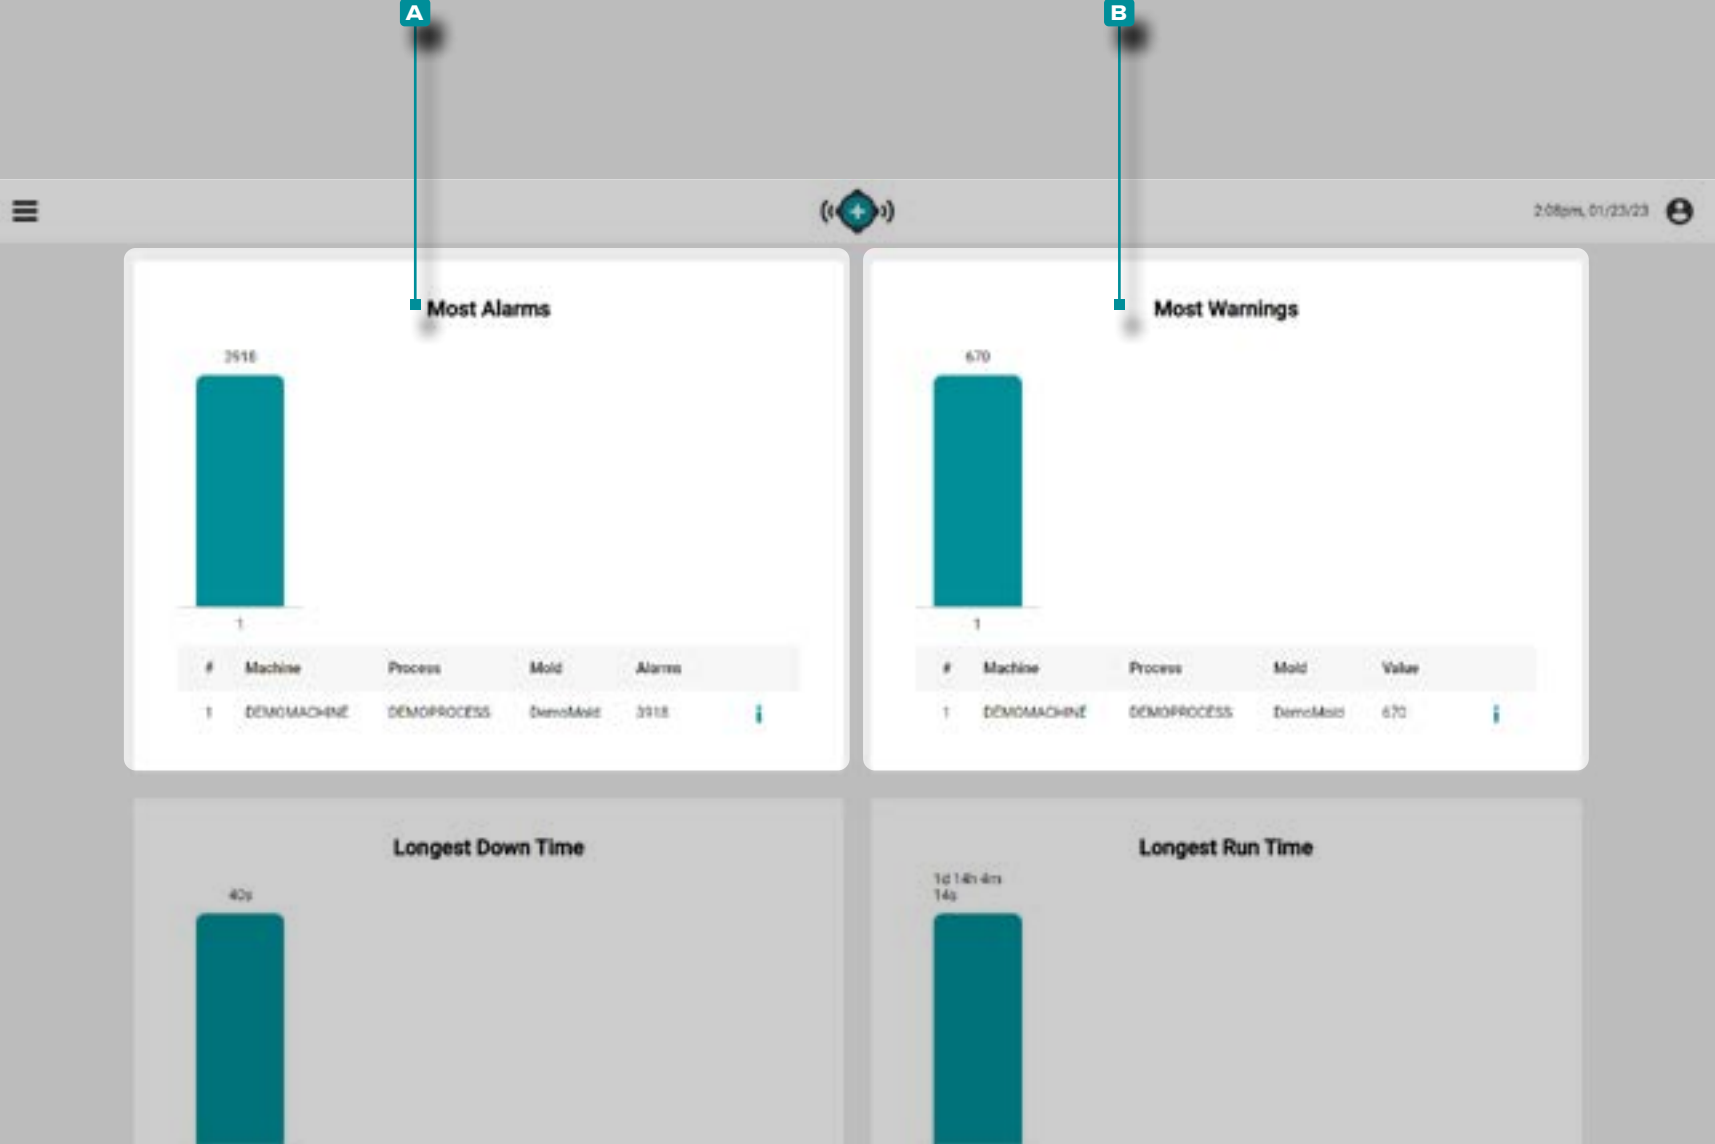 A
B
2:08pm, 01/23/23
Most Alarms
3918
1
# Machine Process Mold Alarms
1 DEMOMACHINE DEMOPROCESS DemoMold 3918
Most Warnings
670
1
# Machine Process Mold Value
1 DEMOMACHINE DEMOPROCESS DemoMold 670
Longest Down Time
40s
Longest Run Time
1d 14h 4m
14s